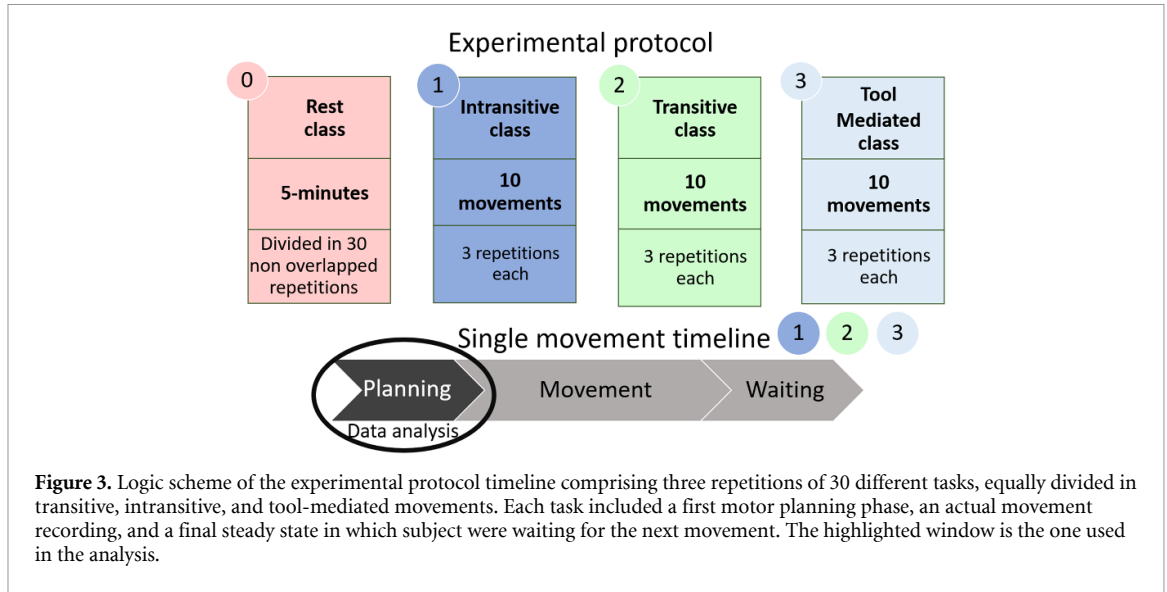 Experimental protocol
0
Rest
class
5-minutes
Divided in 30
non overlapped
repetitions
1
Intransitive
class
10
movements
3 repetitions
each
2
Transitive
class
10
movements
3 repetitions
each
3
Tool
Mediated
class
10
movements
3 repetitions
each
Single movement timeline 1 2 3
Planning Movement Waiting
Data analysis
Figure 3. Logic scheme of the experimental protocol timeline comprising three repetitions of 30 different tasks, equally divided in
transitive, intransitive, and tool-mediated movements. Each task included a first motor planning phase, an actual movement
recording, and a final steady state in which subject were waiting for the next movement. The highlighted window is the one used
in the analysis.